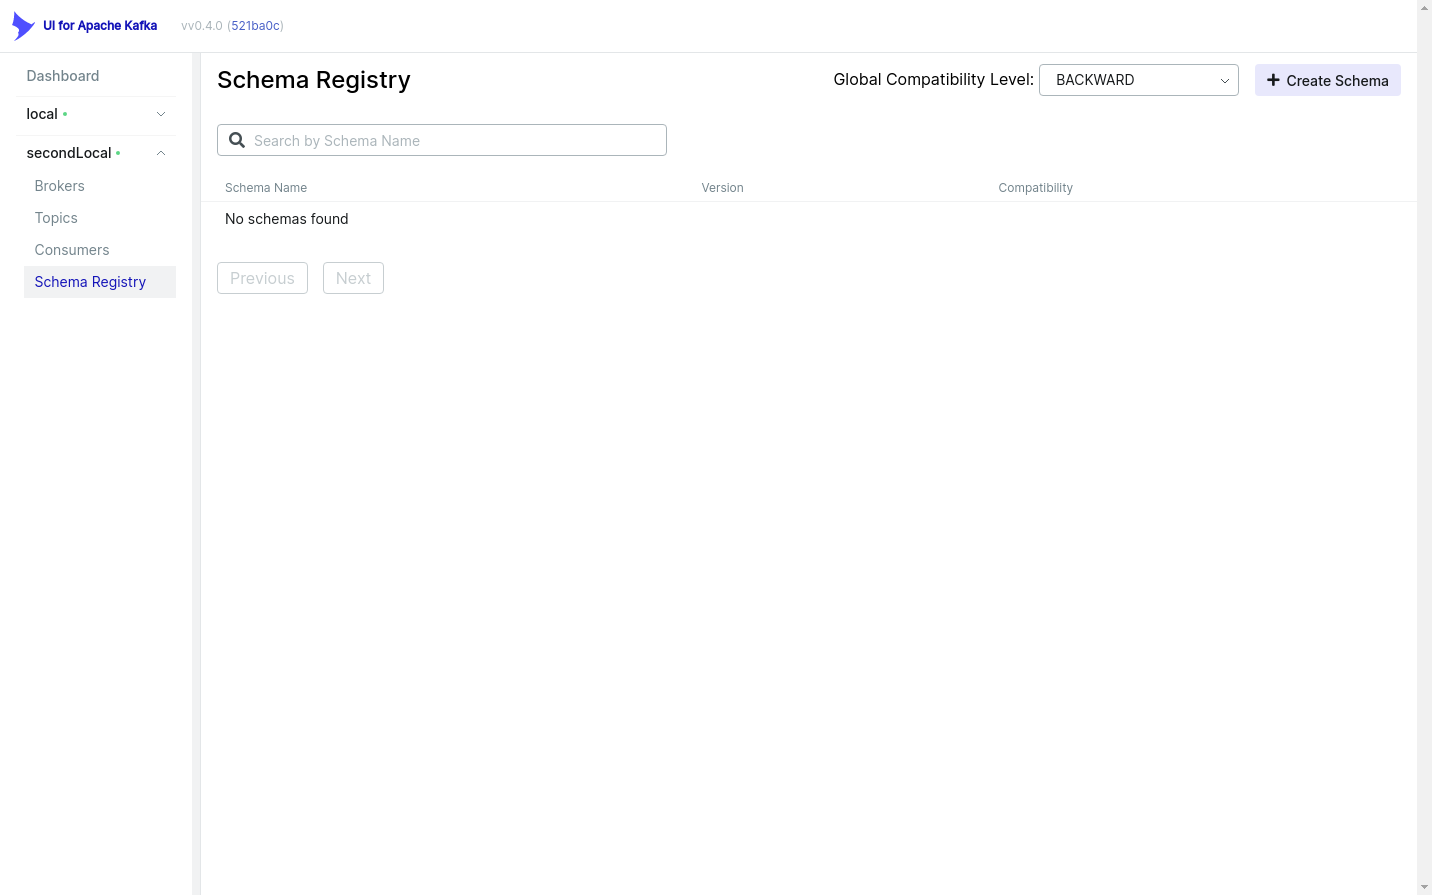 UI for Apache Kafka vv0.4.0 (521ba0c)
Dashboard
local
secondLocal
Brokers
Topics
Consumers
Schema Registry
Schema Registry
Global Compatibility Level: BACKWARD
Create Schema
Search by Schema Name
Schema Name Version Compatibility
No schemas found
Previous Next